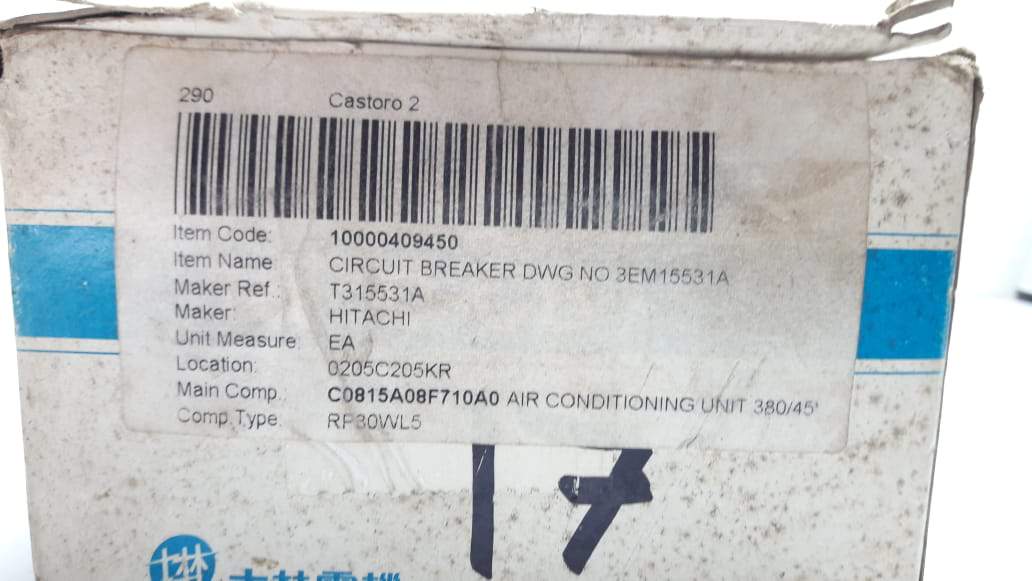 290 Castoro 2
Item Code: 10000409450
Item Name CIRCUIT BREAKER DWG NO 3EM15531A
Maker Ref.: T315531A
Maker: HITACHI
Unit Measure: EA
Location: 0205C205KR
Main Comp.: C0815A08F710A0 AIR CONDITIONING UNIT 380/45'
Comp.Type: RP30WL5
17